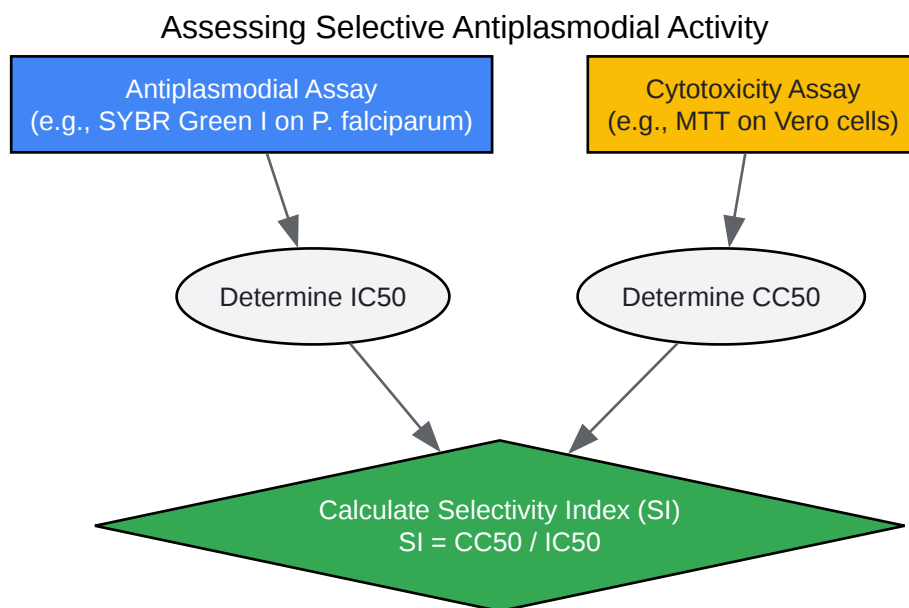 Assessing Selective Antiplasmodial Activity
Antiplasmodial Assay
(e.g., SYBR Green I on P. falciparum)
Cytotoxicity Assay
(e.g., MTT on Vero cells)
Determine IC50
Determine CC50
Calculate Selectivity Index (SI)
SI = CC50 / IC50